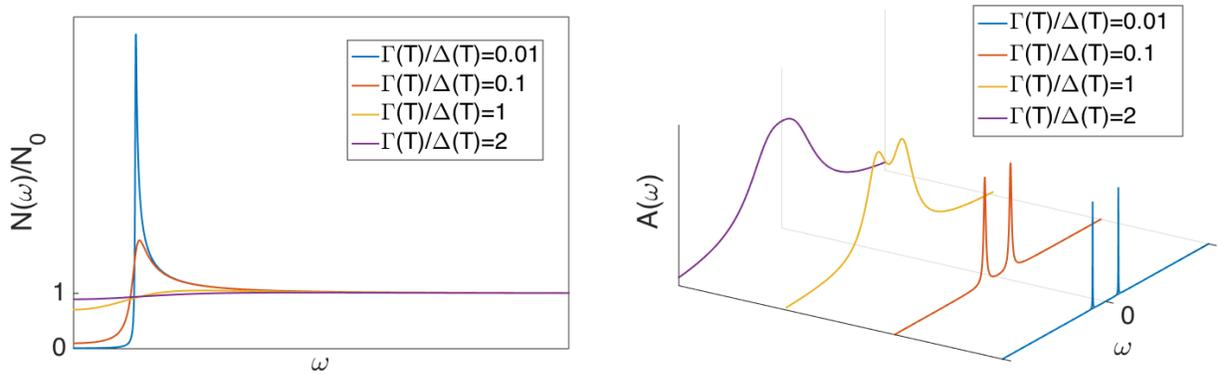 N(ω)/N0
1
0
ω
Γ(T)/Δ(T)=0.01
Γ(T)/Δ(T)=0.1
Γ(T)/Δ(T)=1
Γ(T)/Δ(T)=2
A(ω)
0
ω
Γ(T)/Δ(T)=0.01
Γ(T)/Δ(T)=0.1
Γ(T)/Δ(T)=1
Γ(T)/Δ(T)=2